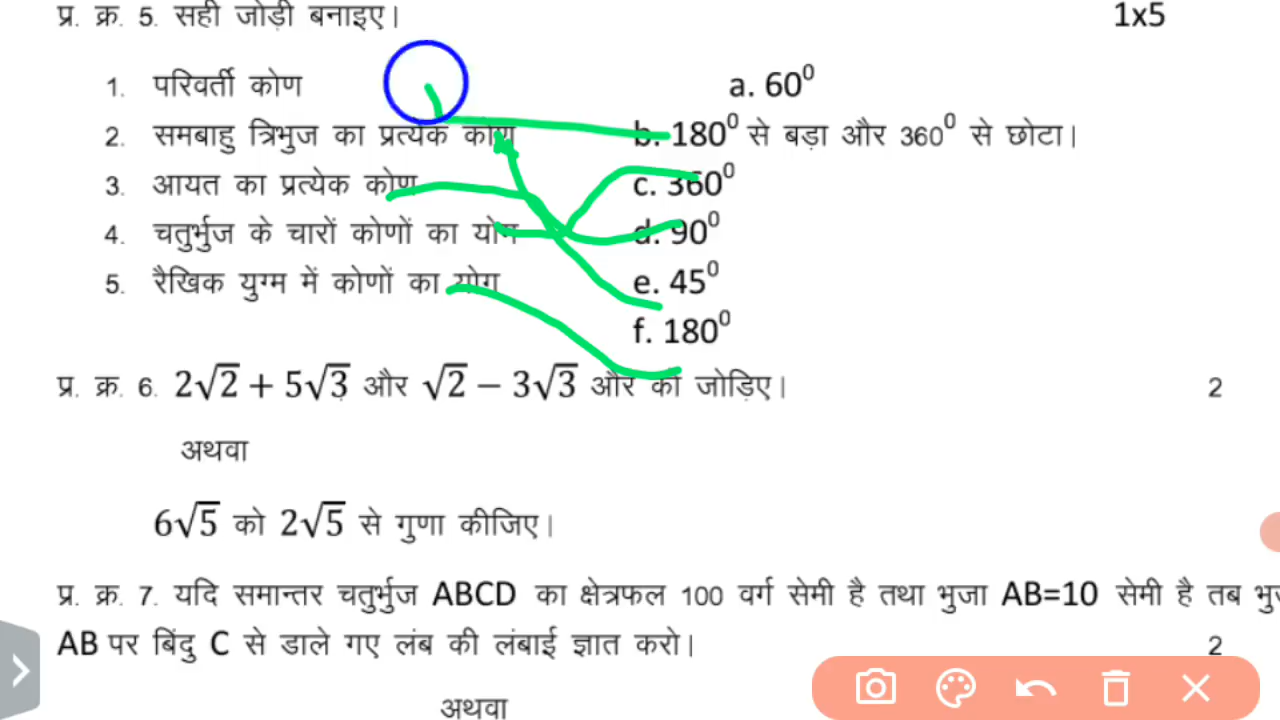 प्र. क्र. 5. सही जोड़ी बनाइए। 1x5
1. परिवर्ती कोण a. 60⁰
2. समबाहु त्रिभुज का प्रत्येक कोण b. 180⁰ से बड़ा और 360⁰ से छोटा।
3. आयत का प्रत्येक कोण c. 360⁰
4. चतुर्भुज के चारों कोणों का योग d. 90⁰
5. रैखिक युग्म में कोणों का योग e. 45⁰
f. 180⁰
प्र. क्र. 6. 2√2 + 5√3 और √2 − 3√3 और को जोड़िए। 2
अथवा
6√5 को 2√5 से गुणा कीजिए।
प्र. क्र. 7. यदि समान्तर चतुर्भुज ABCD का क्षेत्रफल 100 वर्ग सेमी है तथा भुजा AB=10 सेमी है तब
AB पर बिंदु C से डाले गए लंब की लंबाई ज्ञात करो। 2
अथवा